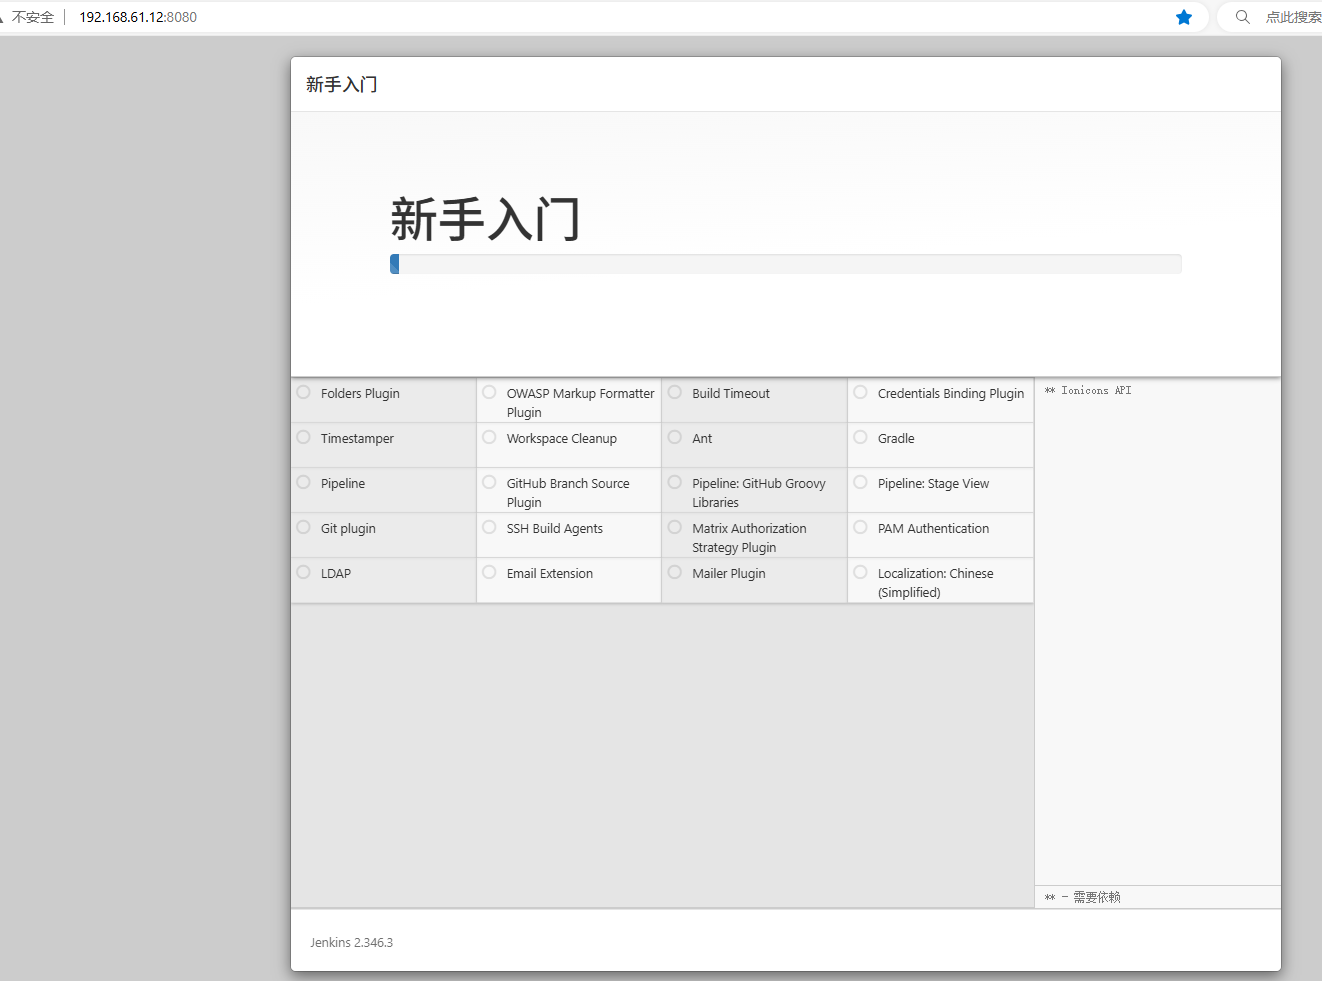 不安全
192.168.61.12:8080
点此搜索
新手入门
新手入门
Folders Plugin
OWASP Markup Formatter
Plugin
Build Timeout
Credentials Binding Plugin
** Ionicons API
Timestamper
Workspace Cleanup
Ant
Gradle
Pipeline
GitHub Branch Source
Plugin
Pipeline: GitHub Groovy
Libraries
Pipeline: Stage View
Git plugin
SSH Build Agents
Matrix Authorization
Strategy Plugin
PAM Authentication
LDAP
Email Extension
Mailer Plugin
Localization: Chinese
(Simplified)
** - 需要依赖
Jenkins 2.346.3